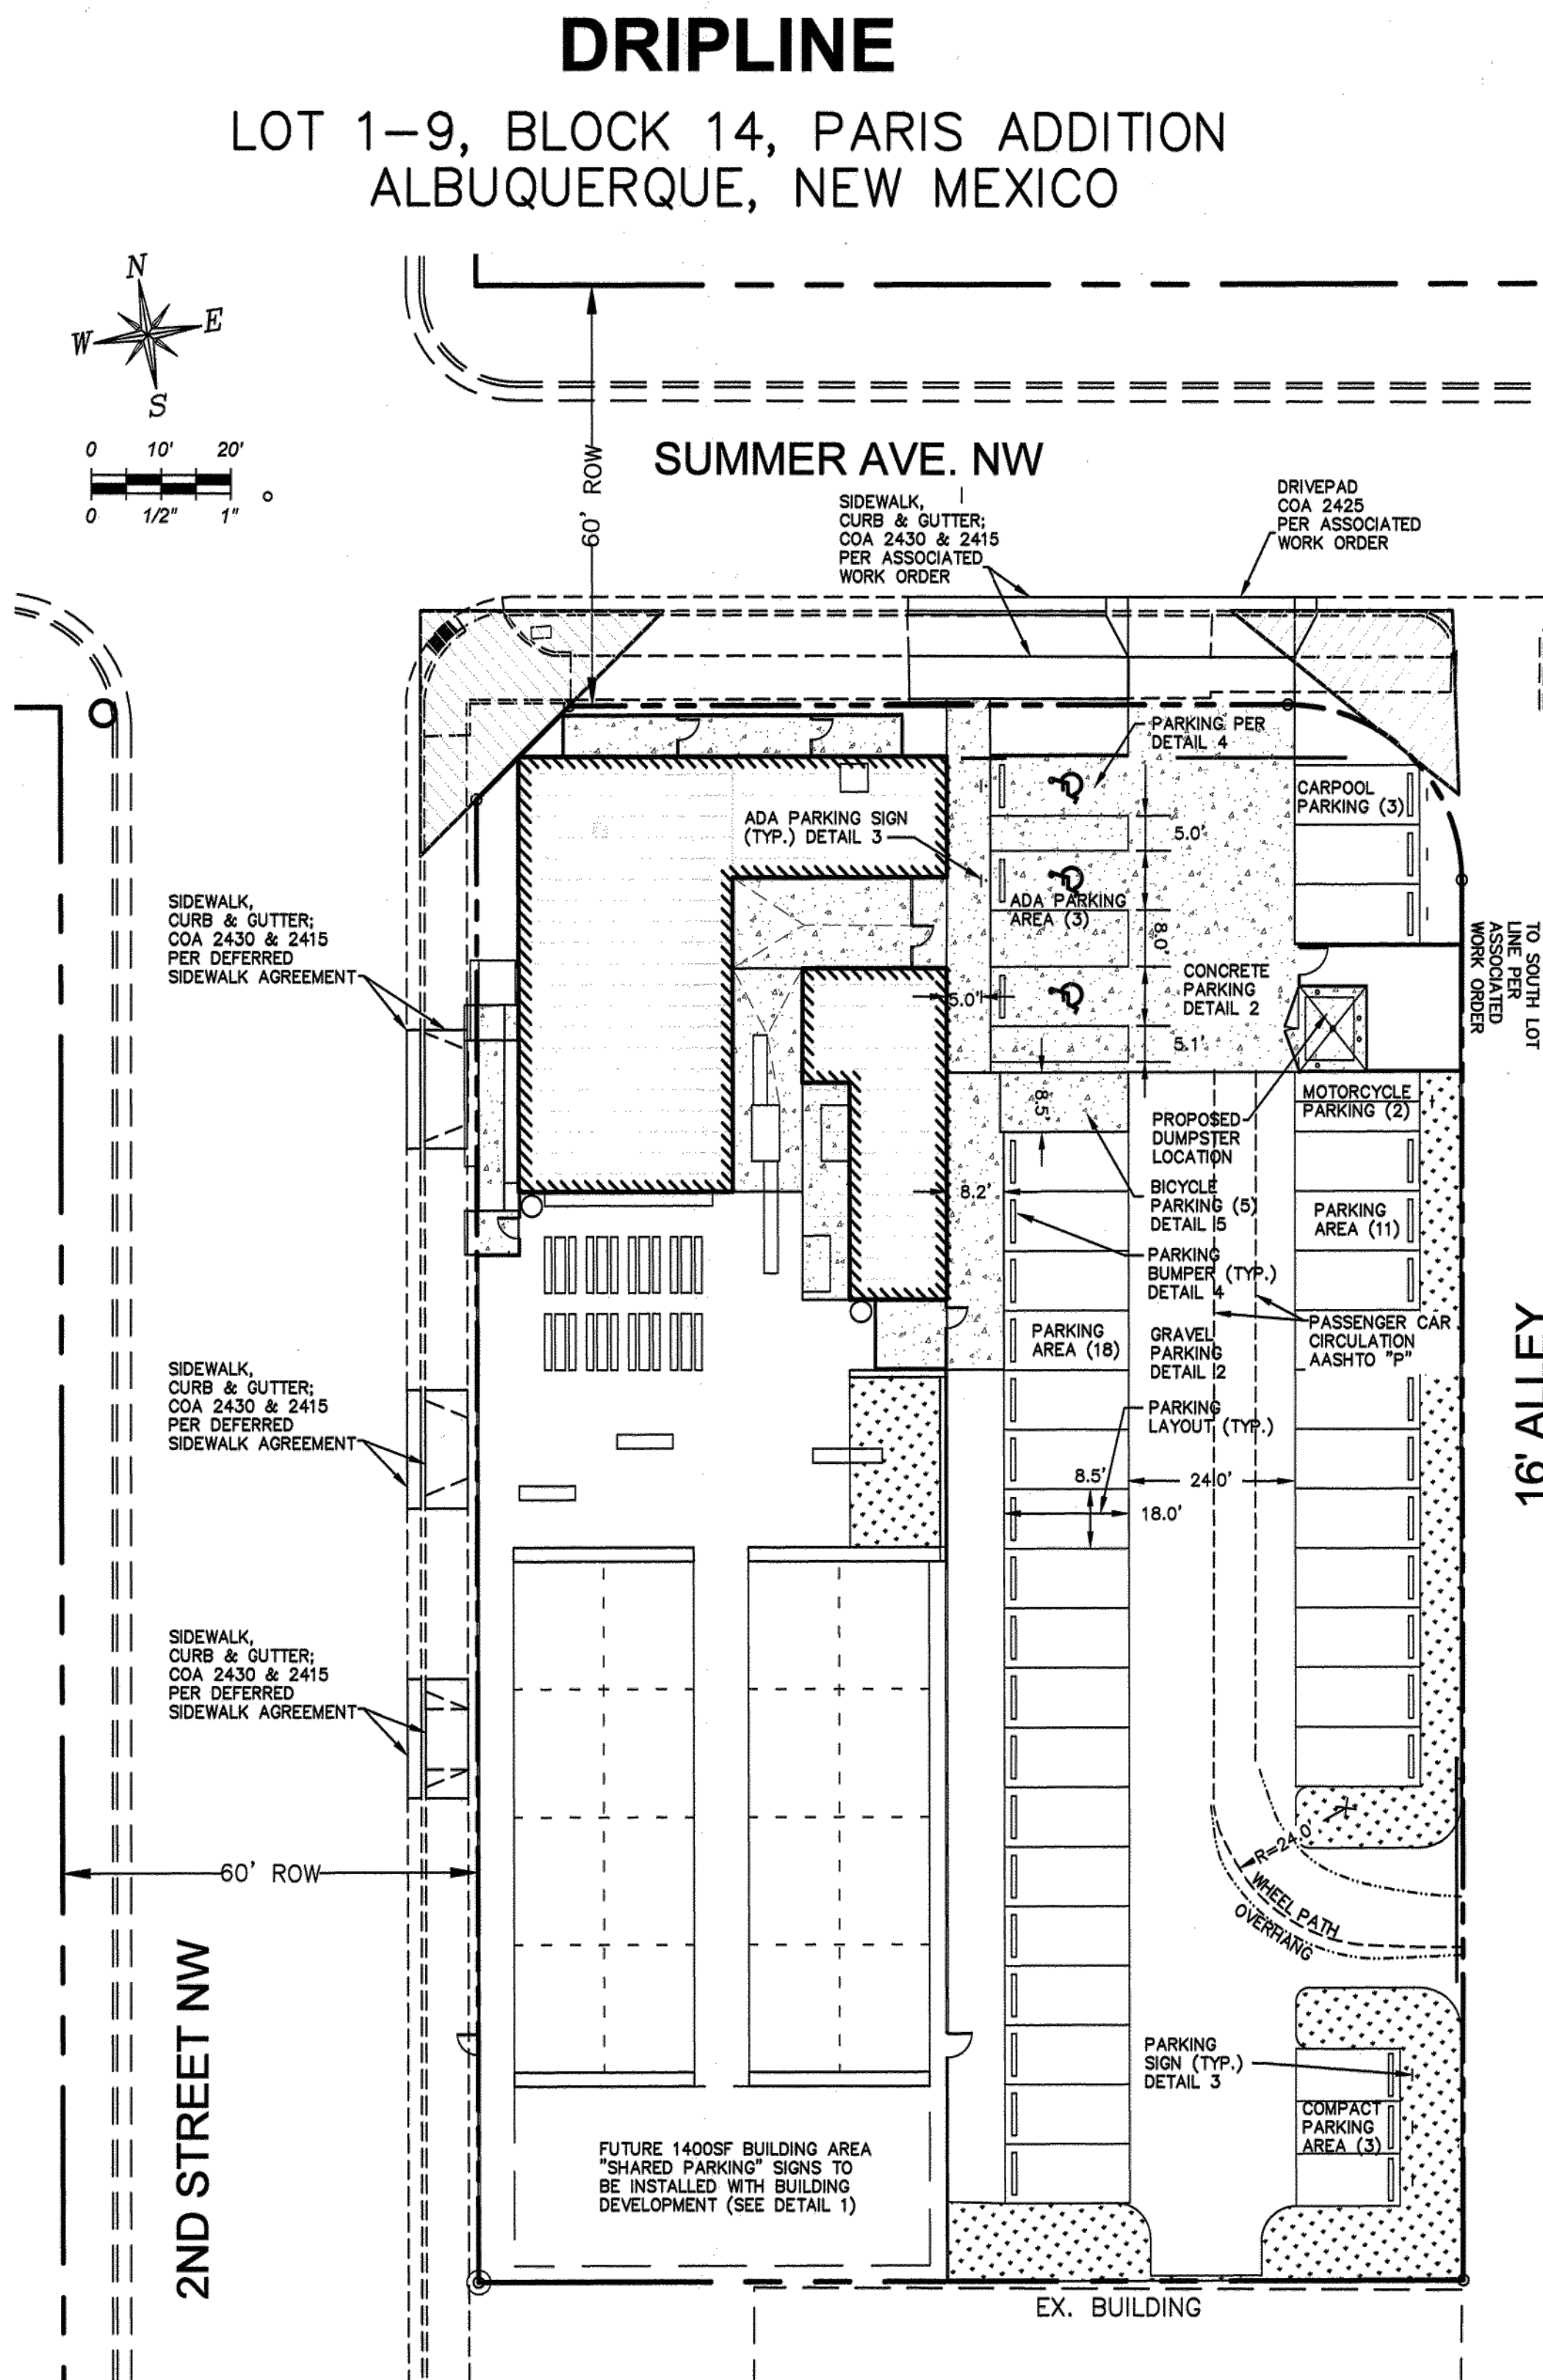 DRIPLINE
LOT 1-9, BLOCK 14, PARIS ADDITION
ALBUQUERQUE, NEW MEXICO
N
W
E
S
0 10' 20'
0 1/2" 1"
60' ROW
SUMMER AVE. NW
SIDEWALK,
CURB & GUTTER;
COA 2430 & 2415
PER ASSOCIATED
WORK ORDER
DRIVEPAD
COA 2425
PER ASSOCIATED
WORK ORDER
PARKING PER
DETAIL 4
CARPOOL
PARKING (3)
ADA PARKING SIGN
(TYP.) DETAIL 3
5.0'
ADA PARKING
AREA (3)
8.0'
SIDEWALK,
CURB & GUTTER;
COA 2430 & 2415
PER DEFERRED
SIDEWALK AGREEMENT
TO SOUTH LOT
LINE PER
ASSOCIATED
WORK ORDER
CONCRETE
PARKING
DETAIL 2
5.0'
5.1'
8.5'
MOTORCYCLE
PARKING (2)
PROPOSED
DUMPSTER
LOCATION
8.2'
BICYCLE
PARKING (5)
DETAIL 5
PARKING
AREA (11)
PARKING
BUMPER (TYP.)
DETAIL 4
PARKING
AREA (18)
GRAVEL
PARKING
DETAIL 2
PASSENGER CAR
CIRCULATION
AASHTO "P"
16' ALLEY
SIDEWALK,
CURB & GUTTER;
COA 2430 & 2415
PER DEFERRED
SIDEWALK AGREEMENT
PARKING
LAYOUT (TYP.)
8.5'
24.0'
18.0'
SIDEWALK,
CURB & GUTTER;
COA 2430 & 2415
PER DEFERRED
SIDEWALK AGREEMENT
R=24.0'
WHEEL PATH
OVERHANG
60' ROW
2ND STREET NW
PARKING
SIGN (TYP.)
DETAIL 3
COMPACT
PARKING
AREA (3)
FUTURE 1400SF BUILDING AREA
"SHARED PARKING" SIGNS TO
BE INSTALLED WITH BUILDING
DEVELOPMENT (SEE DETAIL 1)
EX. BUILDING